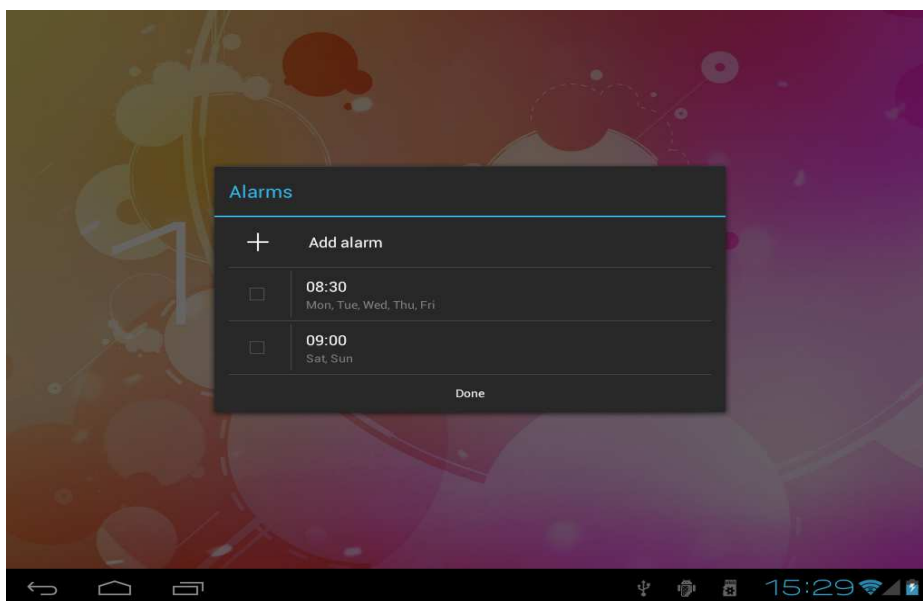 Alarms
Add alarm
08:30
Mon, Tue, Wed, Thu, Fri
09:00
Sat, Sun
Done
15:29